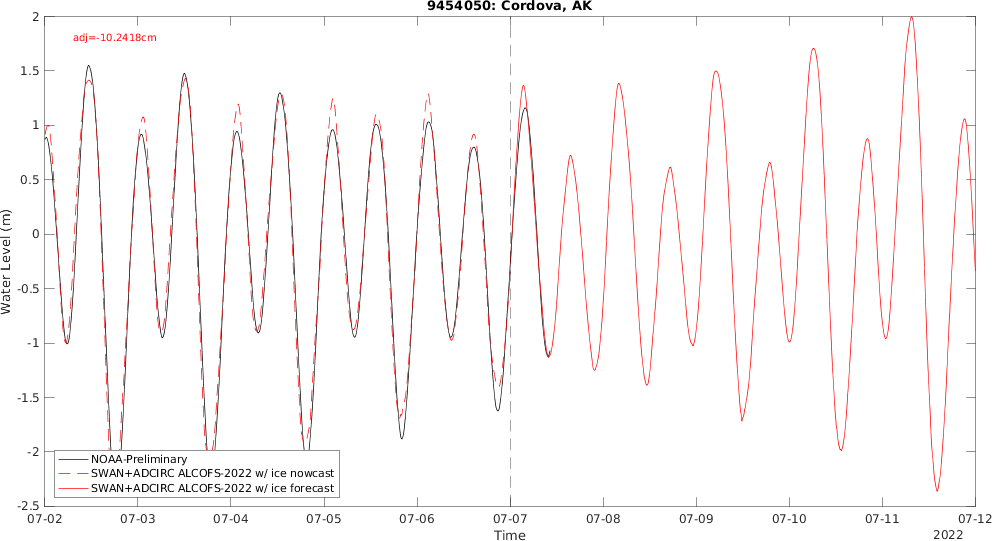 9454050: Cordova, AK
adj=-10.2418cm
2
1.5
1
0.5
0
-0.5
-1
-1.5
-2
-2.5
Water Level (m)
NOAA-Preliminary
SWAN+ADCIRC ALCOFS-2022 w/ ice nowcast
SWAN+ADCIRC ALCOFS-2022 w/ ice forecast
07-02 07-03 07-04 07-05 07-06 07-07 07-08 07-09 07-10 07-11 07-12
Time
2022